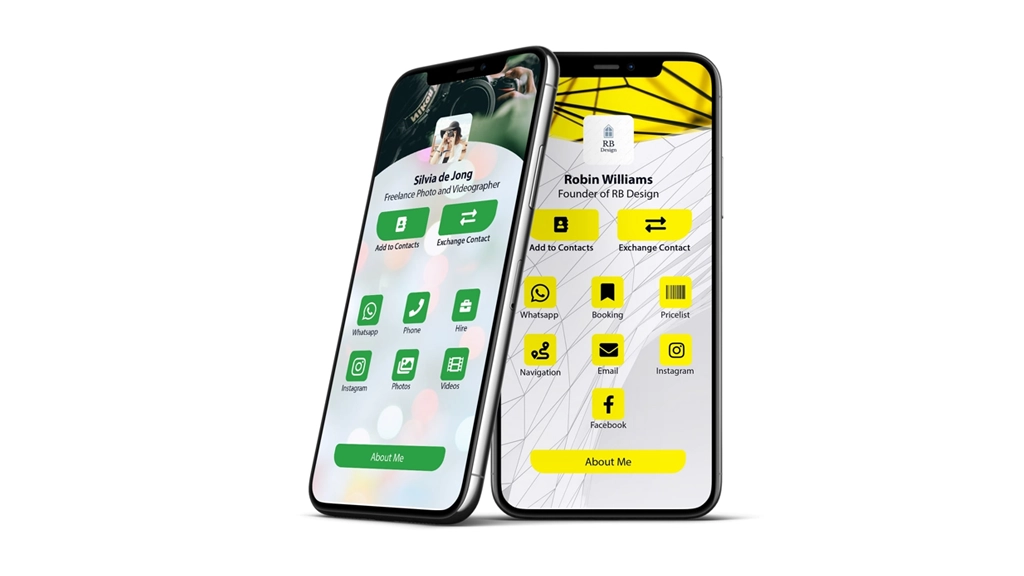 NIKON
Silvia de Jong
Freelance Photo and Videographer
Add to Contacts
Exchange Contact
Whatsapp
Phone
Hire
Instagram
Photos
Videos
About Me
RB
Design
Robin Williams
Founder of RB Design
Add to Contacts
Exchange Contact
Whatsapp
Booking
Pricelist
Navigation
Email
Instagram
Facebook
About Me